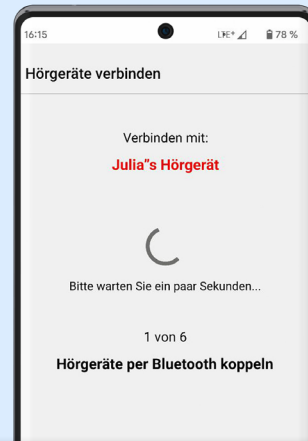 16:15 LTE+ 78 %
Hörgeräte verbinden
Verbinden mit:
Julia"s Hörgerät
Bitte warten Sie ein paar Sekunden...
1 von 6
Hörgeräte per Bluetooth koppeln